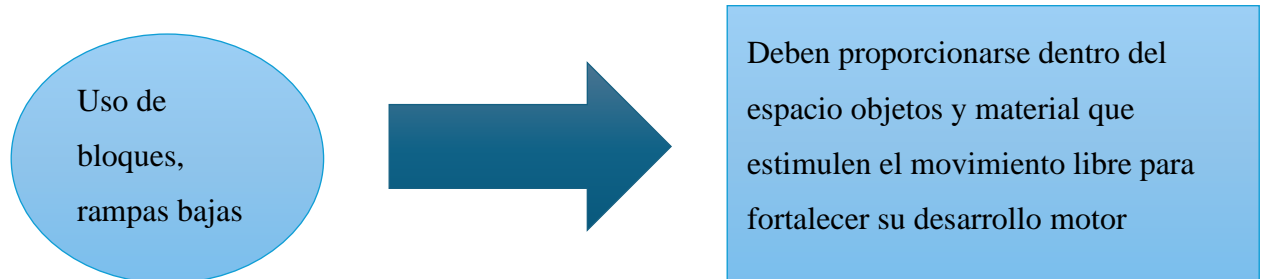 Uso de
bloques,
rampas bajas
Deben proporcionarse dentro del
espacio objetos y material que
estimulen el movimiento libre para
fortalecer su desarrollo motor